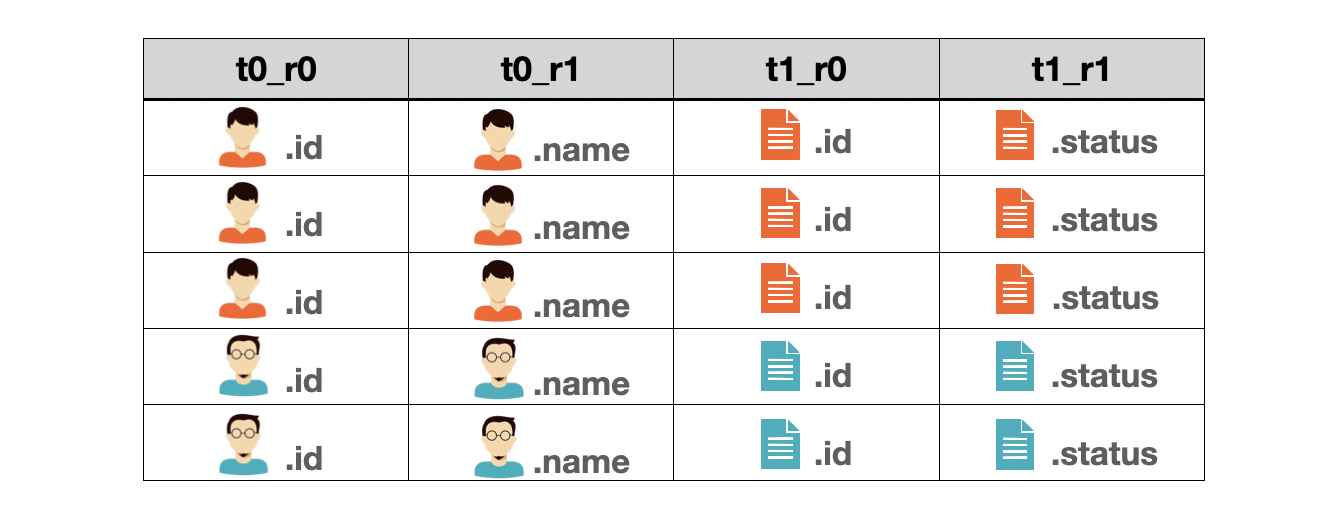 t0_r0 t0_r1 t1_r0 t1_r1
.id .name .id .status
.id .name .id .status
.id .name .id .status
.id .name .id .status
.id .name .id .status